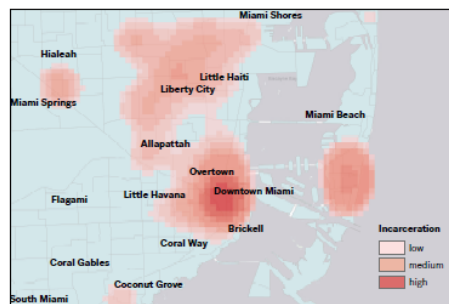 Miami Shores
Hialeah
Little Haiti
Liberty City
Miami Springs
Miami Beach
Allapattah
Overtown
Little Havana
Downtown Miami
Flagami
Brickell
Coral Way
Coral Gables
Coconut Grove
South Miami
Incarceration
low
medium
high